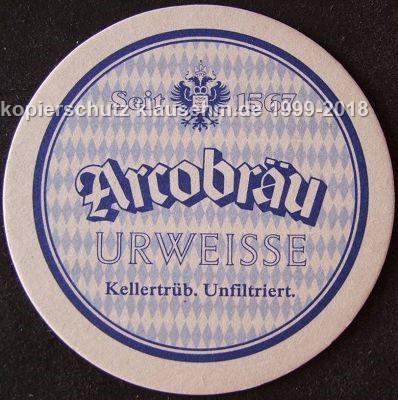 Seit 1567
kopierschutz klausehm.de 1999-2018
Arcobräu
URWEISSE
Kellertrüb. Unfiltriert.